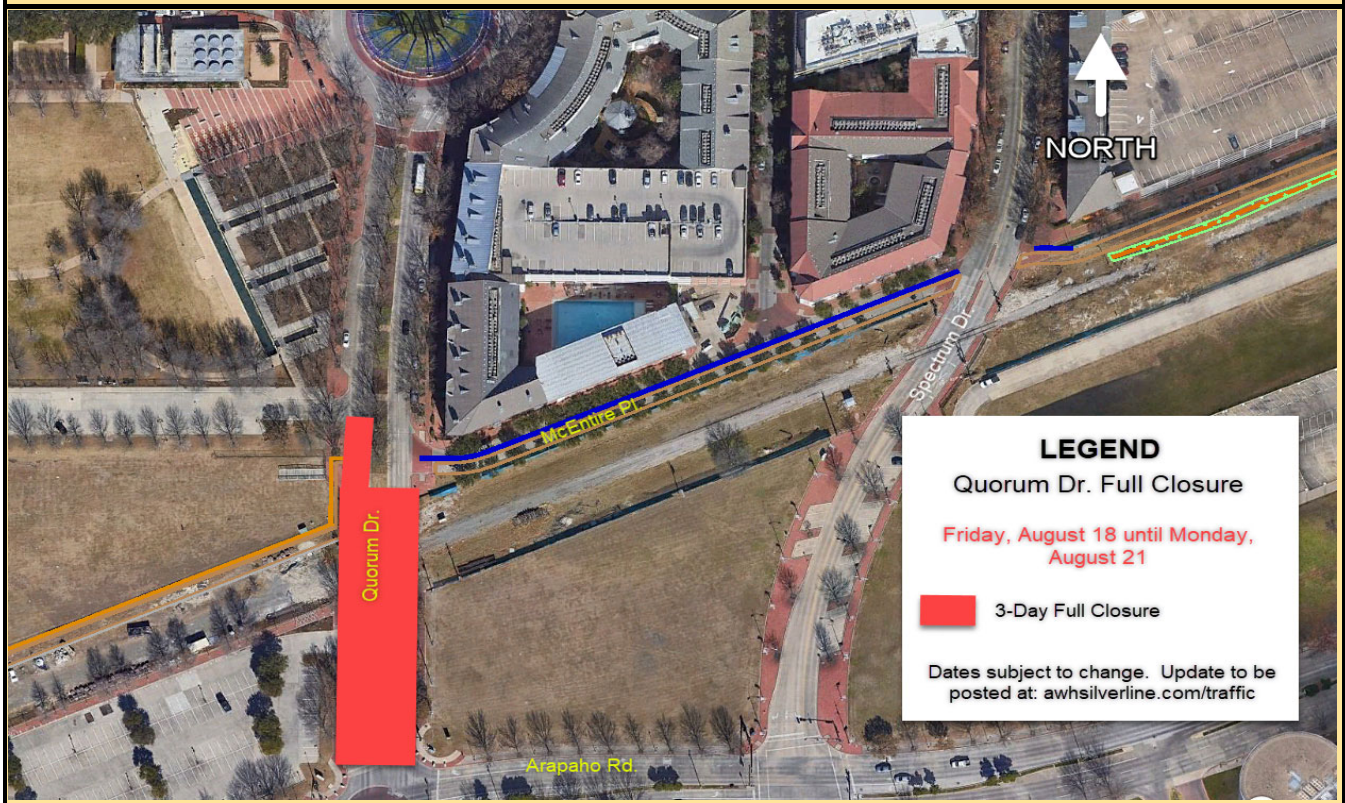 NORTH
Spectrum Dr.
McEntire Pl
Quorum Dr.
Arapaho Rd.
LEGEND
Quorum Dr. Full Closure
Friday, August 18 until Monday,
August 21
3-Day Full Closure
Dates subject to change. Update to be
posted at: awhsilverline.com/traffic